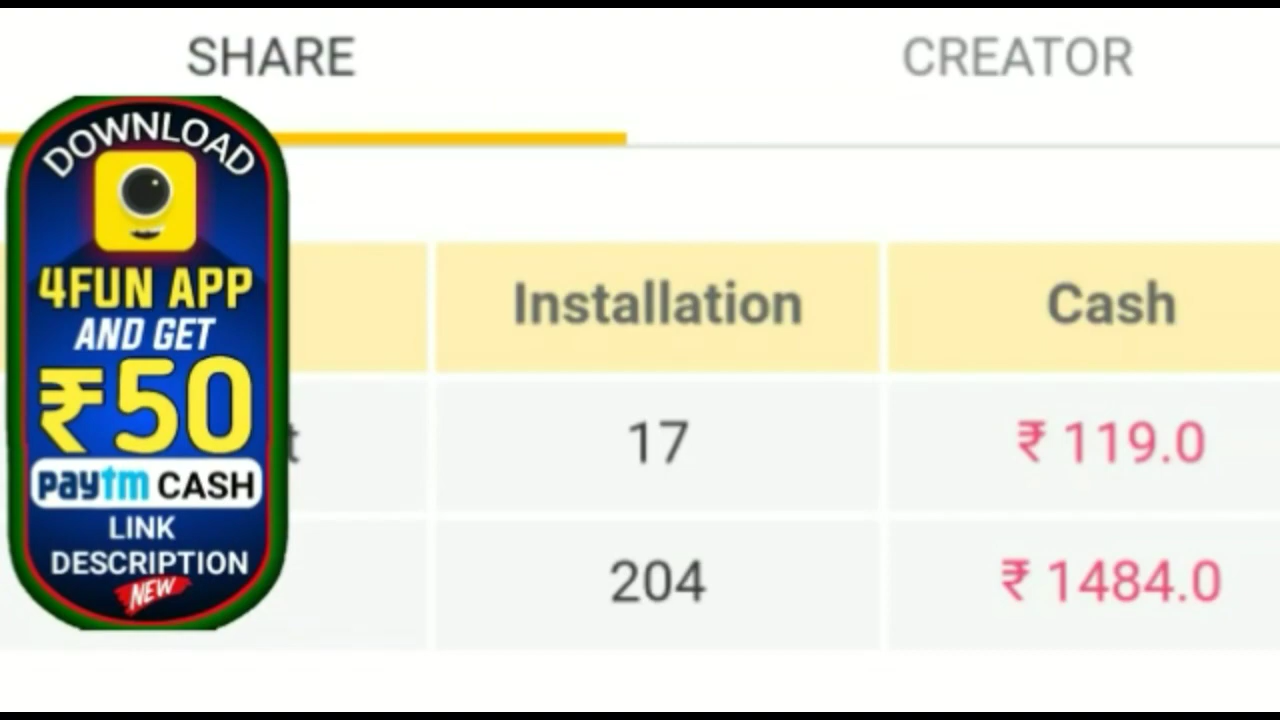 SHARE
CREATOR
DOWNLOAD
4FUN APP
AND GET
₹50
paytm CASH
LINK
DESCRIPTION
NEW
Installation
Cash
t
17
₹ 119.0
204
₹ 1484.0